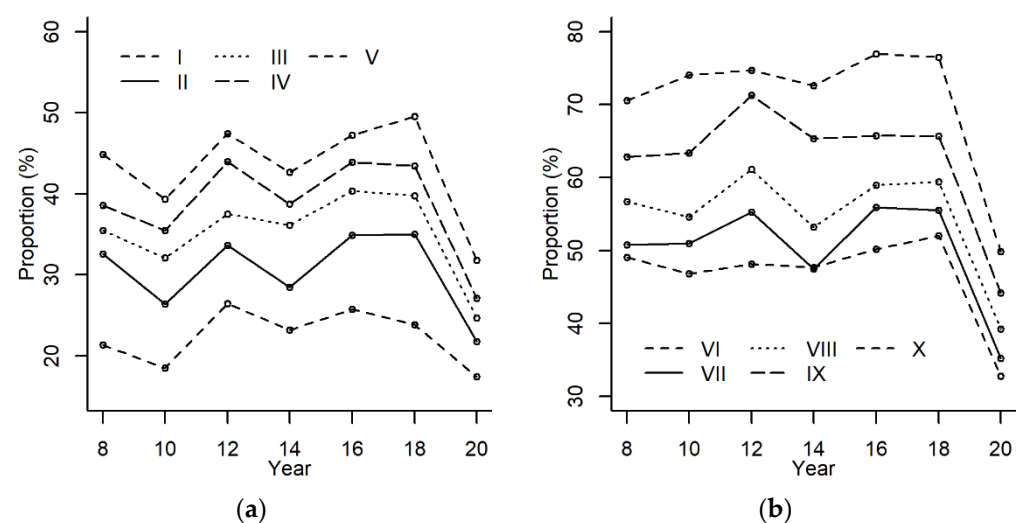 60
50
40
30
20
Proportion (%)
I III V
II IV
8 10 12 14 16 18 20
Year
(a)
80
70
60
50
40
30
Proportion (%)
VI VIII X
VII IX
8 10 12 14 16 18 20
Year
(b)